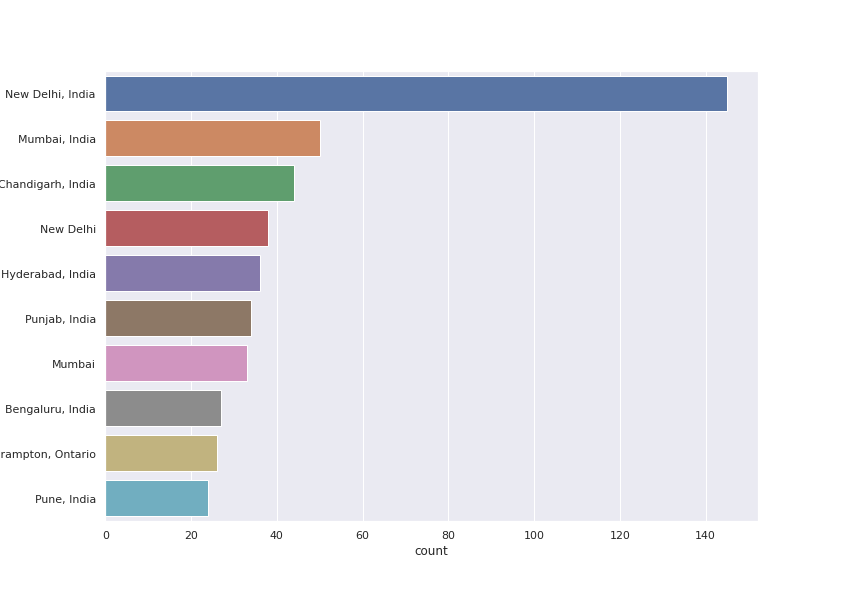 New Delhi, India
Mumbai, India
Chandigarh, India
New Delhi
Hyderabad, India
Punjab, India
Mumbai
Bengaluru, India
rampton, Ontario
Pune, India
0 20 40 60 80 100 120 140
count